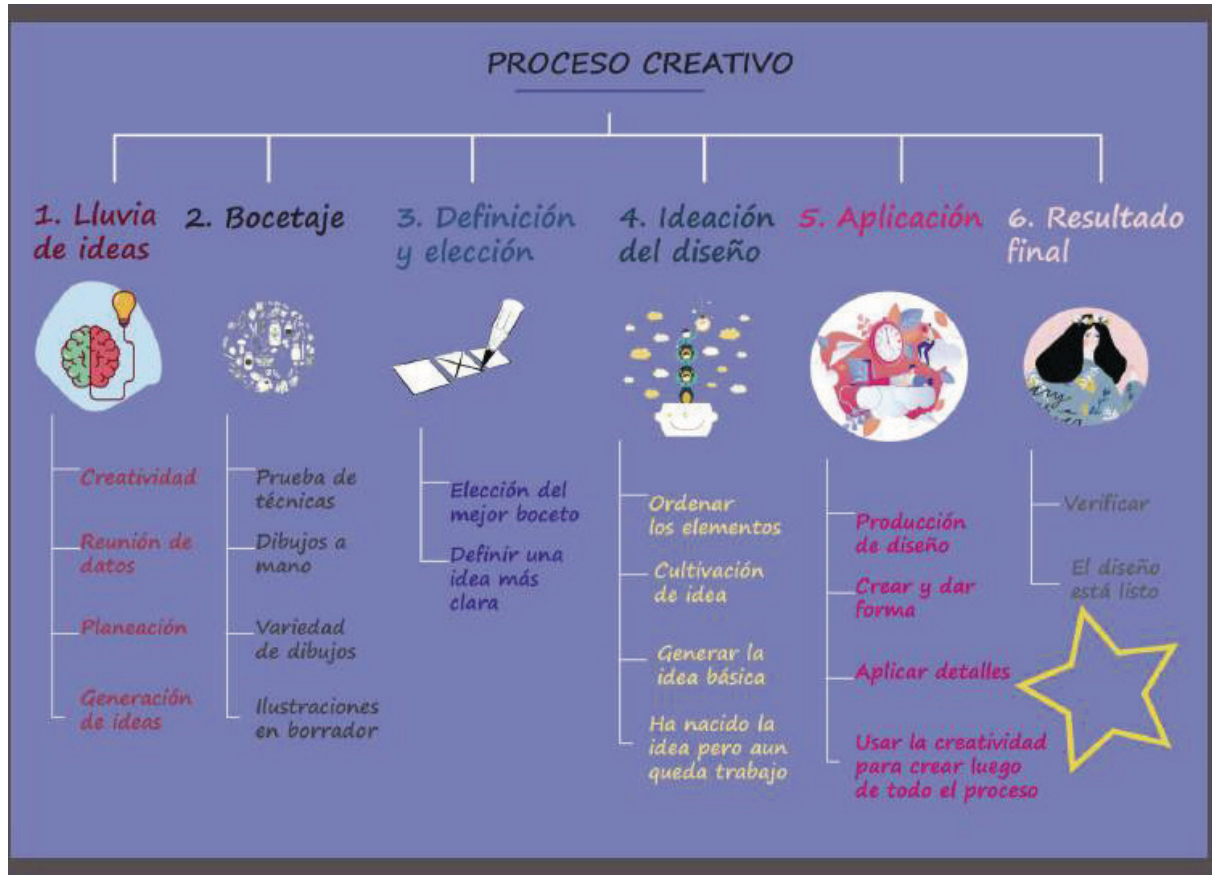 PROCESO CREATIVO
1. Lluvia
de ideas
Creatividad
Reunión de
datos
Planeación
Generación
de ideas
2. Bocetaje
Prueba de
técnicas
Dibujos a
mano
Variedad
de dibujos
Ilustraciones
en borrador
3. Definición
y elección
Elección del
mejor boceto
Definir una
idea más
clara
4. Ideación
del diseño
Ordenar
los elementos
Cultivación
de idea
Generar la
idea básica
Ha nacido la
idea pero aun
queda trabajo
5. Aplicación
Producción
de diseño
Crear y dar
forma
Aplicar detalles
Usar la creatividad
para crear luego
de todo el proceso
6. Resultado
final
Verificar
El diseño
está listo